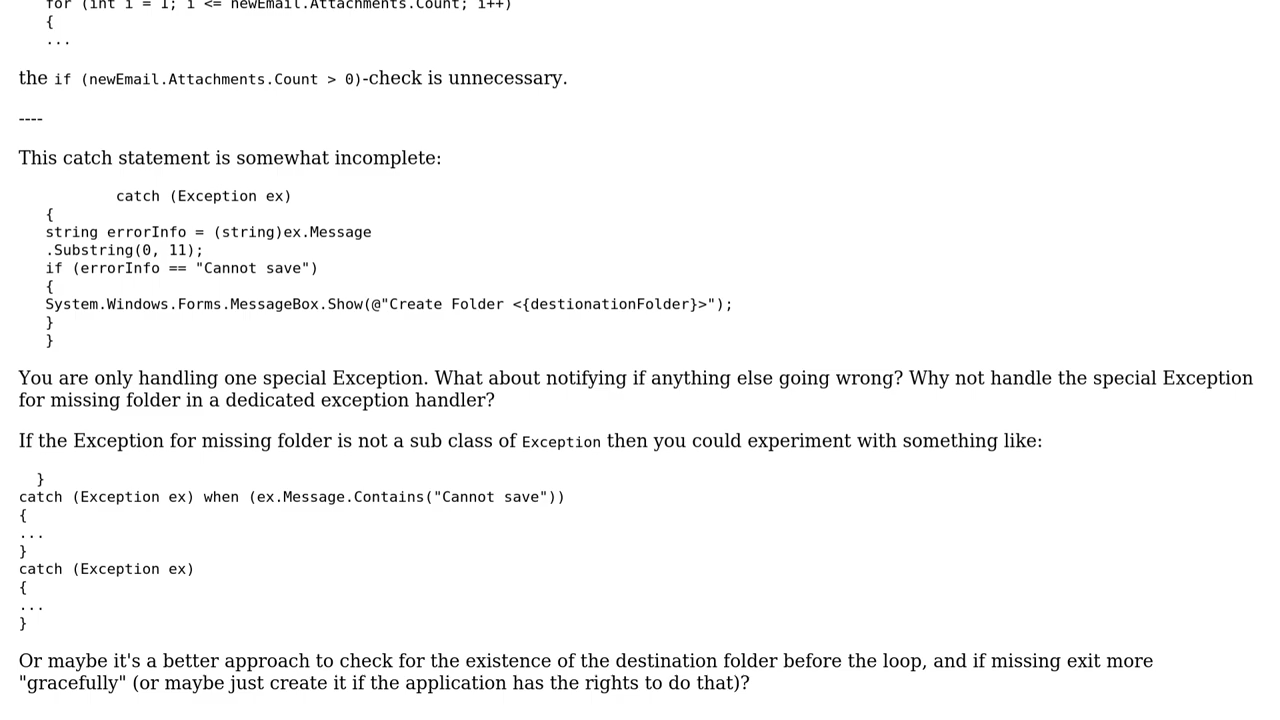 for (int i = 1; i <= newEmail.Attachments.Count; i++)
{
...
the if (newEmail.Attachments.Count > 0)-check is unnecessary.
----
This catch statement is somewhat incomplete:
catch (Exception ex)
{
string errorInfo = (string)ex.Message
.Substring(0, 11);
if (errorInfo == "Cannot save")
{
System.Windows.Forms.MessageBox.Show(@"Create Folder <{destionationFolder}>");
}
}
You are only handling one special Exception. What about notifying if anything else going wrong? Why not handle the special Exception
for missing folder in a dedicated exception handler?
If the Exception for missing folder is not a sub class of Exception then you could experiment with something like:
}
catch (Exception ex) when (ex.Message.Contains("Cannot save"))
{
...
}
catch (Exception ex)
{
...
}
Or maybe it's a better approach to check for the existence of the destination folder before the loop, and if missing exit more
"gracefully" (or maybe just create it if the application has the rights to do that)?